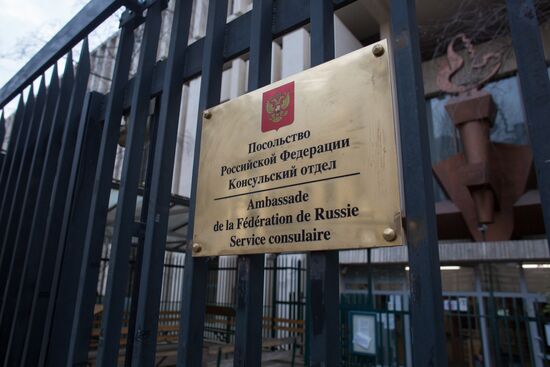 Посольство
Российской Федерации
Консульский отдел
Ambassade
de la Fédération de Russie
Service consulaire